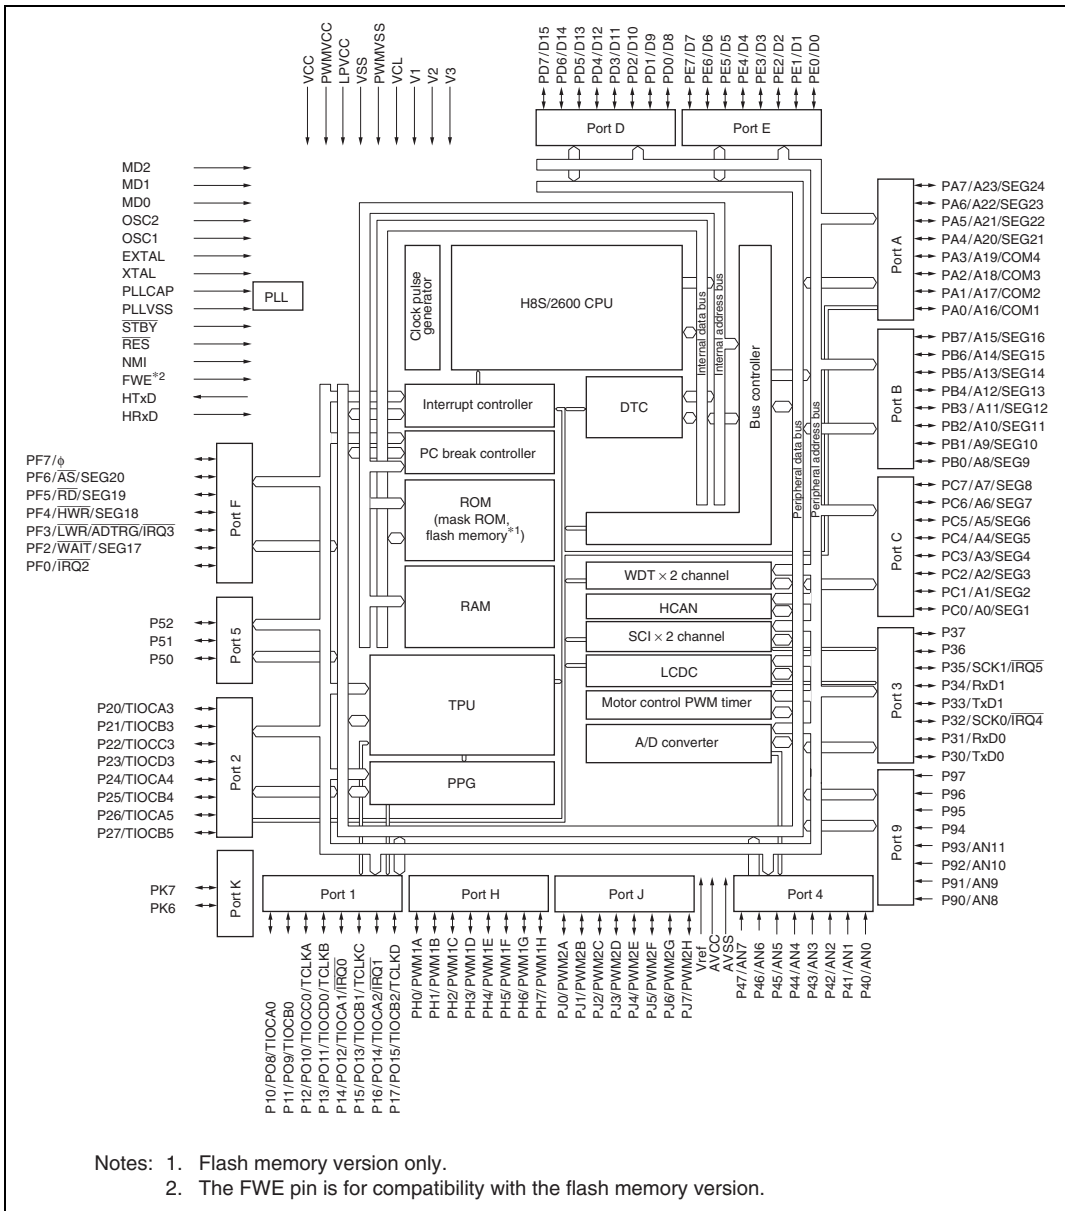 VCC
PWMVCC
LPVCC
VSS
PWMVSS
VCL
V1
V2
V3
PD7/D15
PD6/D14
PD5/D13
PD4/D12
PD3/D11
PD2/D10
PD1/D9
PD0/D8
PE7/D7
PE6/D6
PE5/D5
PE4/D4
PE3/D3
PE2/D2
PE1/D1
PE0/D0
Port D
Port E
MD2
MD1
MD0
OSC2
OSC1
EXTAL
XTAL
PLLCAP
PLLVSS
STBY
RES
NMI
FWE*2
HTxD
HRxD
PLL
Clock pulse
generator
H8S/2600 CPU
Internal data bus
Internal address bus
Bus controller
Interrupt controller
DTC
PC break controller
ROM
(mask ROM,
flash memory*1)
RAM
Peripheral data bus
Peripheral address bus
WDT × 2 channel
HCAN
SCI × 2 channel
LCDC
Motor control PWM timer
A/D converter
TPU
PPG
Port A
PA7/A23/SEG24
PA6/A22/SEG23
PA5/A21/SEG22
PA4/A20/SEG21
PA3/A19/COM4
PA2/A18/COM3
PA1/A17/COM2
PA0/A16/COM1
Port B
PB7/A15/SEG16
PB6/A14/SEG15
PB5/A13/SEG14
PB4/A12/SEG13
PB3/A11/SEG12
PB2/A10/SEG11
PB1/A9/SEG10
PB0/A8/SEG9
Port C
PC7/A7/SEG8
PC6/A6/SEG7
PC5/A5/SEG6
PC4/A4/SEG5
PC3/A3/SEG4
PC2/A2/SEG3
PC1/A1/SEG2
PC0/A0/SEG1
Port 3
P37
P36
P35/SCK1/IRQ5
P34/RxD1
P33/TxD1
P32/SCK0/IRQ4
P31/RxD0
P30/TxD0
Port 9
P97
P96
P95
P94
P93/AN11
P92/AN10
P91/AN9
P90/AN8
PF7/ϕ
PF6/AS/SEG20
PF5/RD/SEG19
PF4/HWR/SEG18
PF3/LWR/ADTRG/IRQ3
PF2/WAIT/SEG17
PF0/IRQ2
Port F
P52
P51
P50
Port 5
P20/TIOCA3
P21/TIOCB3
P22/TIOCC3
P23/TIOCD3
P24/TIOCA4
P25/TIOCB4
P26/TIOCA5
P27/TIOCB5
Port 2
PK7
PK6
Port K
Port 1
Port H
Port J
Port 4
P10/PO8/TIOCA0
P11/PO9/TIOCB0
P12/PO10/TIOCC0/TCLKA
P13/PO11/TIOCD0/TCLKB
P14/PO12/TIOCA1/IRQ0
P15/PO13/TIOCB1/TCLKC
P16/PO14/TIOCA2/IRQ1
P17/PO15/TIOCB2/TCLKD
PH0/PWM1A
PH1/PWM1B
PH2/PWM1C
PH3/PWM1D
PH4/PWM1E
PH5/PWM1F
PH6/PWM1G
PH7/PWM1H
PJ0/PWM2A
PJ1/PWM2B
PJ2/PWM2C
PJ3/PWM2D
PJ4/PWM2E
PJ5/PWM2F
PJ6/PWM2G
PJ7/PWM2H
Vref
AVCC
AVSS
P47/AN7
P46/AN6
P45/AN5
P44/AN4
P43/AN3
P42/AN2
P41/AN1
P40/AN0
Notes: 1. Flash memory version only.
2. The FWE pin is for compatibility with the flash memory version.